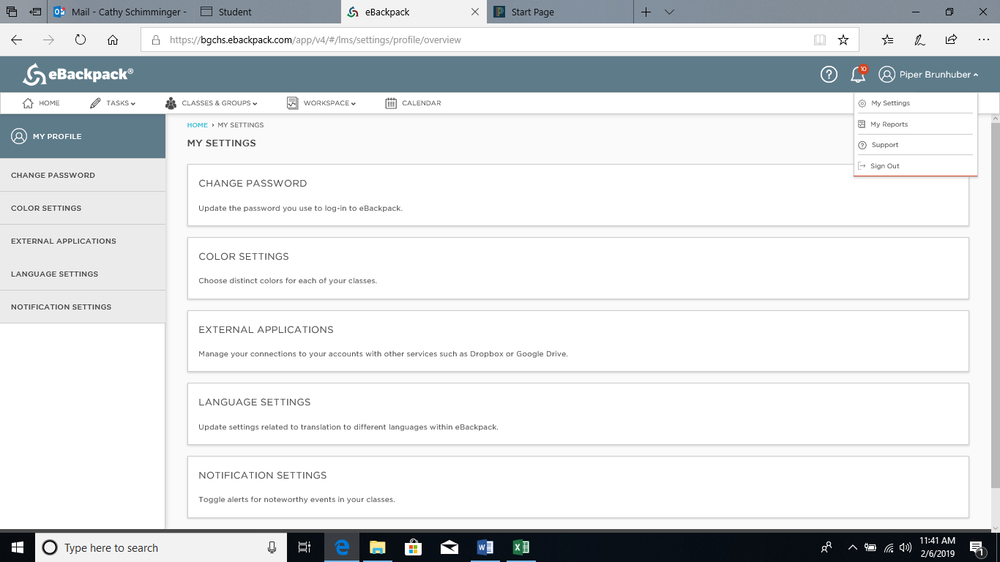 Mail - Cathy Schimminger -
Student
eBackpack
Start Page
https://bgchs.ebackpack.com/app/v4/#/lms/settings/profile/overview
eBackpack®
?
10
Piper Brunhuber
HOME
TASKS
CLASSES & GROUPS
WORKSPACE
CALENDAR
My Settings
My Reports
Support
Sign Out
MY PROFILE
CHANGE PASSWORD
COLOR SETTINGS
EXTERNAL APPLICATIONS
LANGUAGE SETTINGS
NOTIFICATION SETTINGS
HOME › MY SETTINGS
MY SETTINGS
CHANGE PASSWORD
Update the password you use to log-in to eBackpack.
COLOR SETTINGS
Choose distinct colors for each of your classes.
EXTERNAL APPLICATIONS
Manage your connections to your accounts with other services such as Dropbox or Google Drive.
LANGUAGE SETTINGS
Update settings related to translation to different languages within eBackpack.
NOTIFICATION SETTINGS
Toggle alerts for noteworthy events in your classes.
Type here to search
11:41 AM
2/6/2019
1